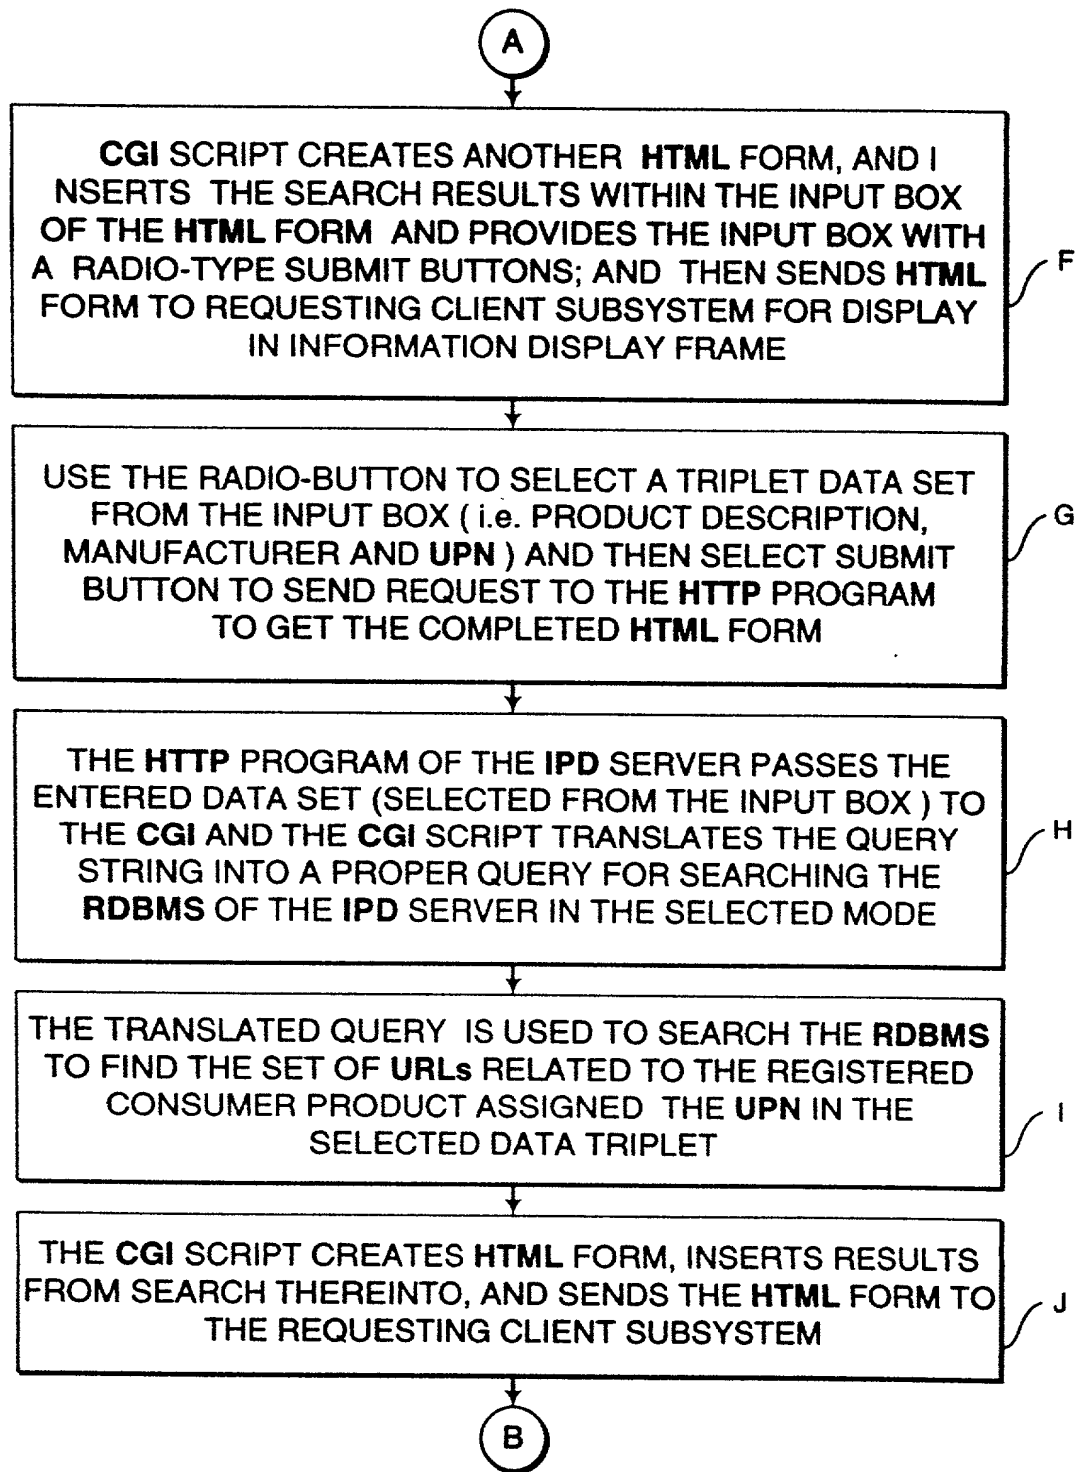 A
CGI SCRIPT CREATES ANOTHER HTML FORM, AND I
NSERTS THE SEARCH RESULTS WITHIN THE INPUT BOX
OF THE HTML FORM AND PROVIDES THE INPUT BOX WITH
A RADIO-TYPE SUBMIT BUTTONS; AND THEN SENDS HTML
FORM TO REQUESTING CLIENT SUBSYSTEM FOR DISPLAY
IN INFORMATION DISPLAY FRAME
F
USE THE RADIO-BUTTON TO SELECT A TRIPLET DATA SET
FROM THE INPUT BOX ( i.e. PRODUCT DESCRIPTION,
MANUFACTURER AND UPN ) AND THEN SELECT SUBMIT
BUTTON TO SEND REQUEST TO THE HTTP PROGRAM
TO GET THE COMPLETED HTML FORM
G
THE HTTP PROGRAM OF THE IPD SERVER PASSES THE
ENTERED DATA SET (SELECTED FROM THE INPUT BOX ) TO
THE CGI AND THE CGI SCRIPT TRANSLATES THE QUERY
STRING INTO A PROPER QUERY FOR SEARCHING THE
RDBMS OF THE IPD SERVER IN THE SELECTED MODE
H
THE TRANSLATED QUERY IS USED TO SEARCH THE RDBMS
TO FIND THE SET OF URLs RELATED TO THE REGISTERED
CONSUMER PRODUCT ASSIGNED THE UPN IN THE
SELECTED DATA TRIPLET
I
THE CGI SCRIPT CREATES HTML FORM, INSERTS RESULTS
FROM SEARCH THEREINTO, AND SENDS THE HTML FORM TO
THE REQUESTING CLIENT SUBSYSTEM
J
B